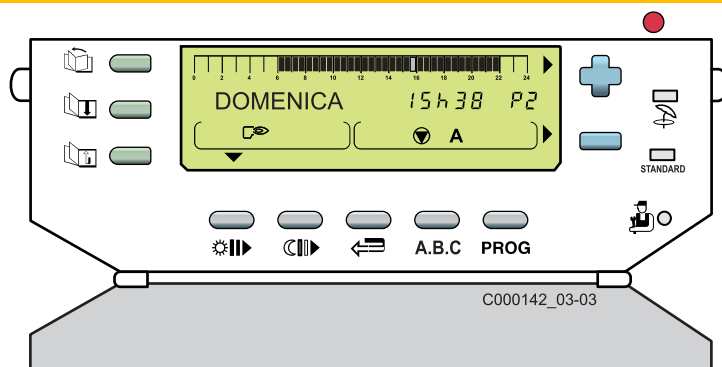 0 2 4 6 8 10 12 14 16 18 20 22 24
DOMENICA 15h38 P2
A
STANDARD
A.B.C PROG
C000142_03-03